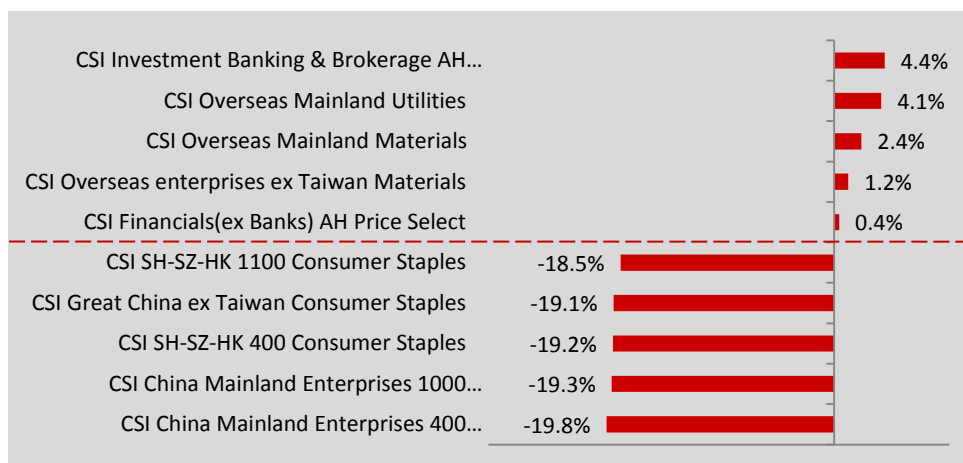 CSI Investment Banking & Brokerage AH... 4.4%
CSI Overseas Mainland Utilities 4.1%
CSI Overseas Mainland Materials 2.4%
CSI Overseas enterprises ex Taiwan Materials 1.2%
CSI Financials(ex Banks) AH Price Select 0.4%
CSI SH-SZ-HK 1100 Consumer Staples -18.5%
CSI Great China ex Taiwan Consumer Staples -19.1%
CSI SH-SZ-HK 400 Consumer Staples -19.2%
CSI China Mainland Enterprises 1000... -19.3%
CSI China Mainland Enterprises 400... -19.8%